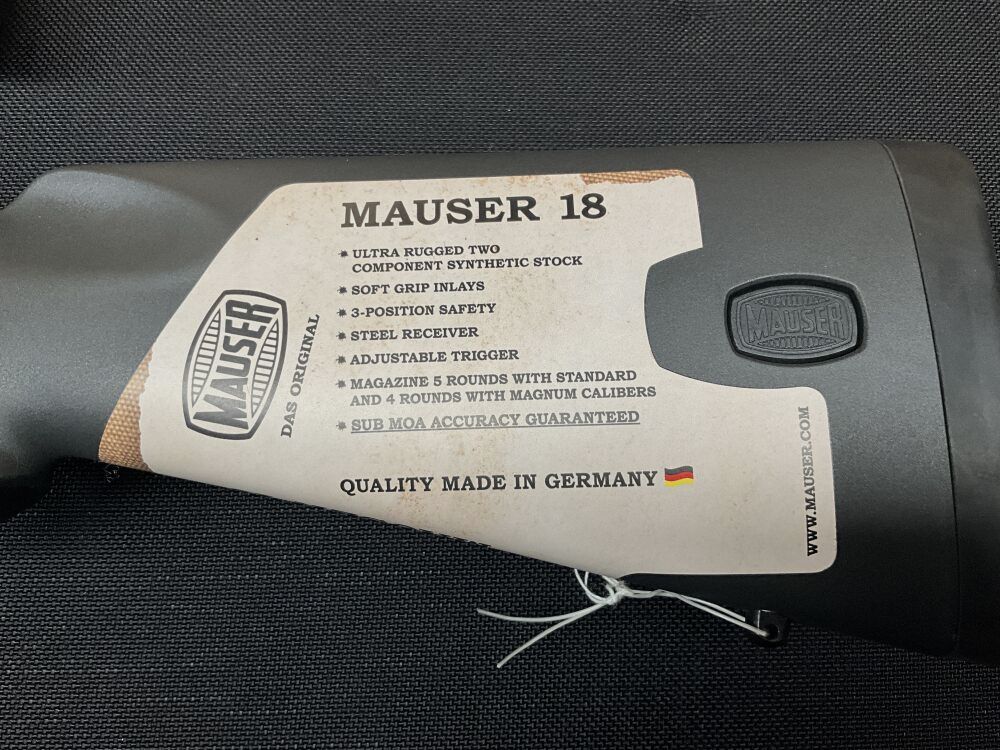 MAUSER 18
* ULTRA RUGGED TWO
COMPONENT SYNTHETIC STOCK
* SOFT GRIP INLAYS
* 3-POSITION SAFETY
* STEEL RECEIVER
* ADJUSTABLE TRIGGER
* MAGAZINE 5 ROUNDS WITH STANDARD
AND 4 ROUNDS WITH MAGNUM CALIBERS
* SUB MOA ACCURACY GUARANTEED
QUALITY MADE IN GERMANY
MAUSER
DAS ORIGINAL
WWW.MAUSER.COM
MAUSER